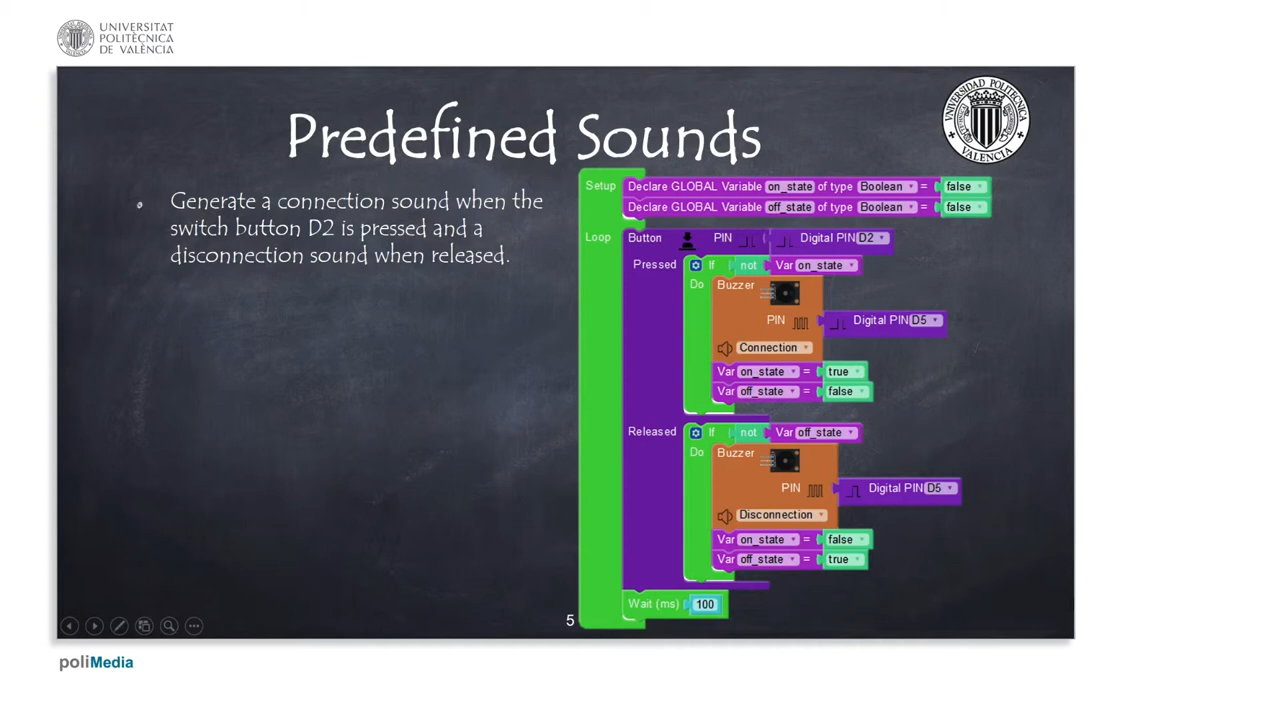 UNIVERSITAT
POLITÈCNICA
DE VALÈNCIA
UNIVERSIDAD POLITECNICA
VALENCIA
Predefined Sounds
Generate a connection sound when the
switch button D2 is pressed and a
disconnection sound when released.
Setup Declare GLOBAL Variable on_state of type Boolean = false
Declare GLOBAL Variable off_state of type Boolean = false
Loop Button PIN Digital PIN D2
Pressed If not Var on_state
Do Buzzer
PIN Digital PIN D5
Connection
Var on_state = true
Var off_state = false
Released If not Var off_state
Do Buzzer
PIN Digital PIN D5
Disconnection
Var on_state = false
Var off_state = true
Wait (ms) 100
5
poliMedia